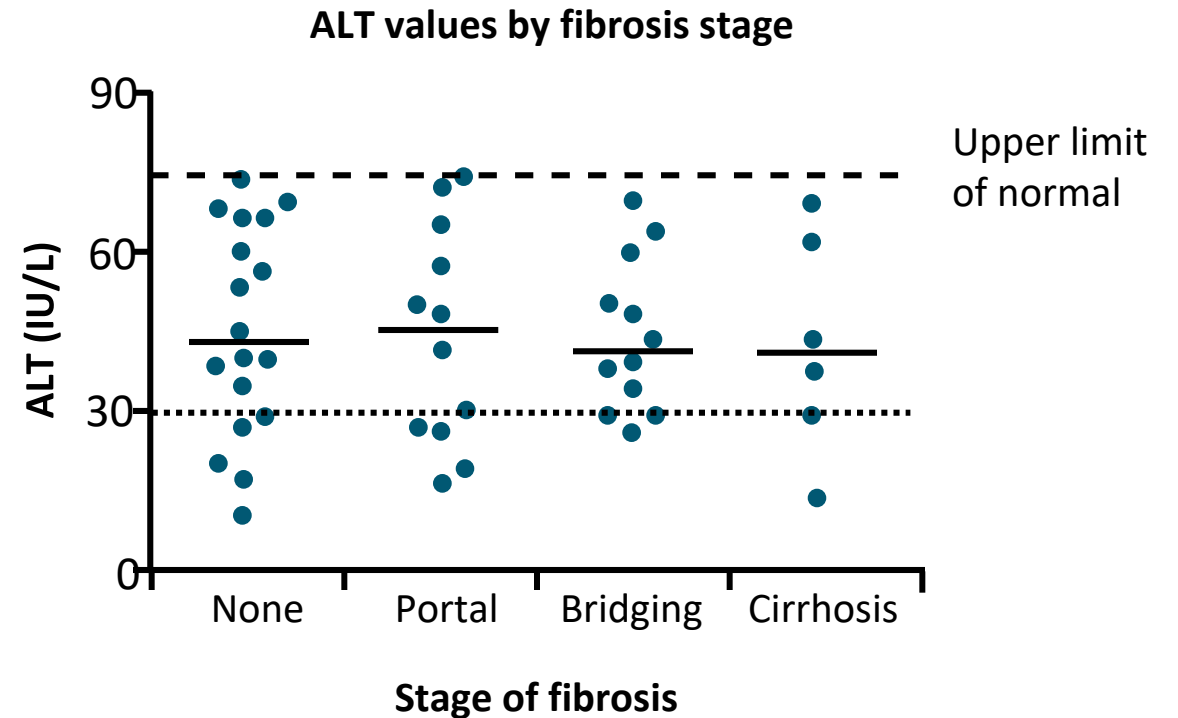 ALT values by fibrosis stage
90
60
30
0
ALT (IU/L)
Upper limit
of normal
None
Portal
Bridging
Cirrhosis
Stage of fibrosis